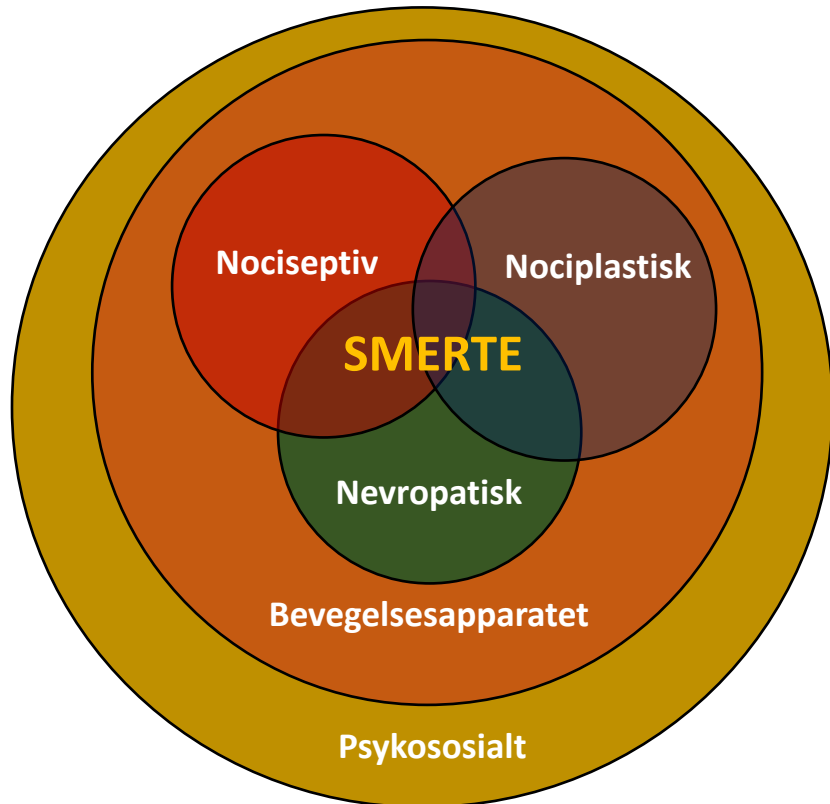 Nociseptiv
Nociplastisk
SMERTE
Nevropatisk
Bevegelsesapparatet
Psykososialt